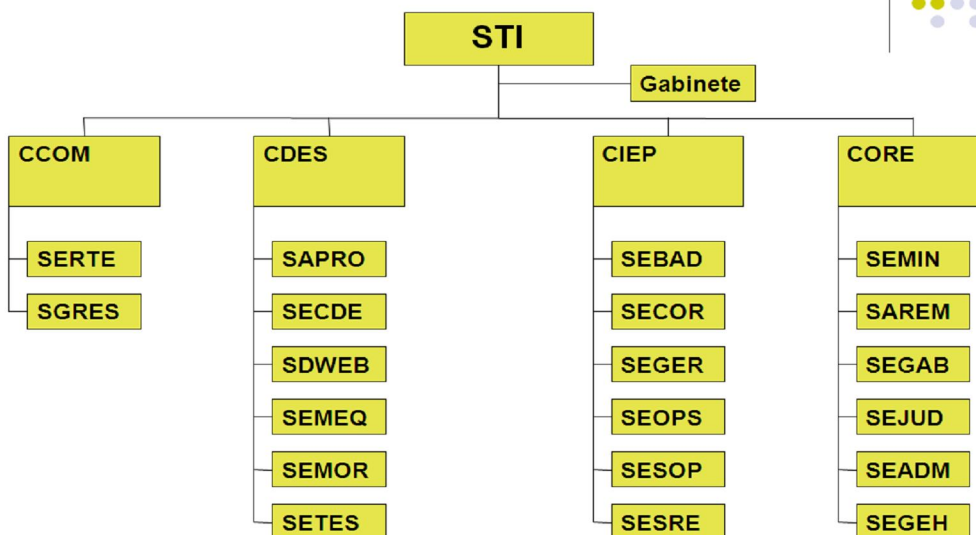 STI
Gabinete
CCOM
CDES
CIEP
CORE
SERTE
SAPRO
SEBAD
SEMIN
SGRES
SECDE
SECOR
SAREM
SDWEB
SEGER
SEGAB
SEMEQ
SEOPS
SEJUD
SEMOR
SESOP
SEADM
SETES
SESRE
SEGEH